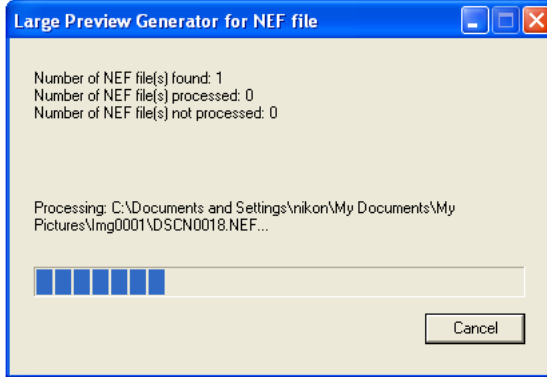 Large Preview Generator for NEF file
Number of NEF file(s) found: 1
Number of NEF file(s) processed: 0
Number of NEF file(s) not processed: 0
Processing: C:\Documents and Settings\nikon\My Documents\My
Pictures\Img0001\DSCN0018.NEF...
Cancel